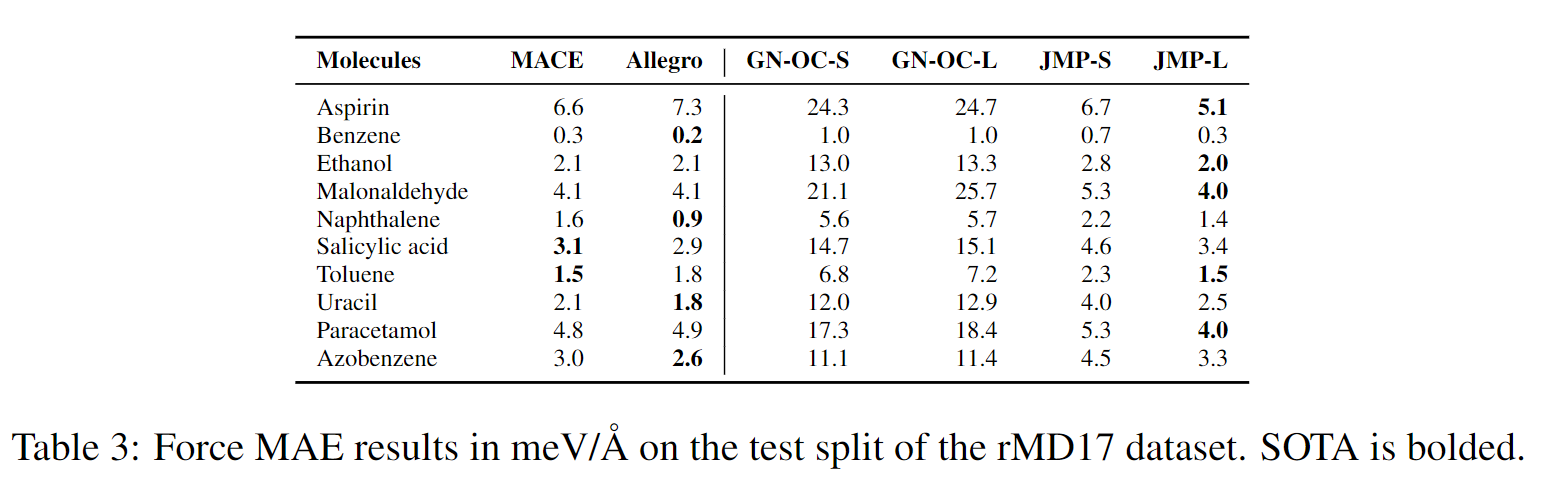 Molecules MACE Allegro GN-OC-S GN-OC-L JMP-S JMP-L
Aspirin 6.6 7.3 24.3 24.7 6.7 5.1
Benzene 0.3 0.2 1.0 1.0 0.7 0.3
Ethanol 2.1 2.1 13.0 13.3 2.8 2.0
Malonaldehyde 4.1 4.1 21.1 25.7 5.3 4.0
Naphthalene 1.6 0.9 5.6 5.7 2.2 1.4
Salicylic acid 3.1 2.9 14.7 15.1 4.6 3.4
Toluene 1.5 1.8 6.8 7.2 2.3 1.5
Uracil 2.1 1.8 12.0 12.9 4.0 2.5
Paracetamol 4.8 4.9 17.3 18.4 5.3 4.0
Azobenzene 3.0 2.6 11.1 11.4 4.5 3.3
Table 3: Force MAE results in meV/Å on the test split of the rMD17 dataset. SOTA is bolded.